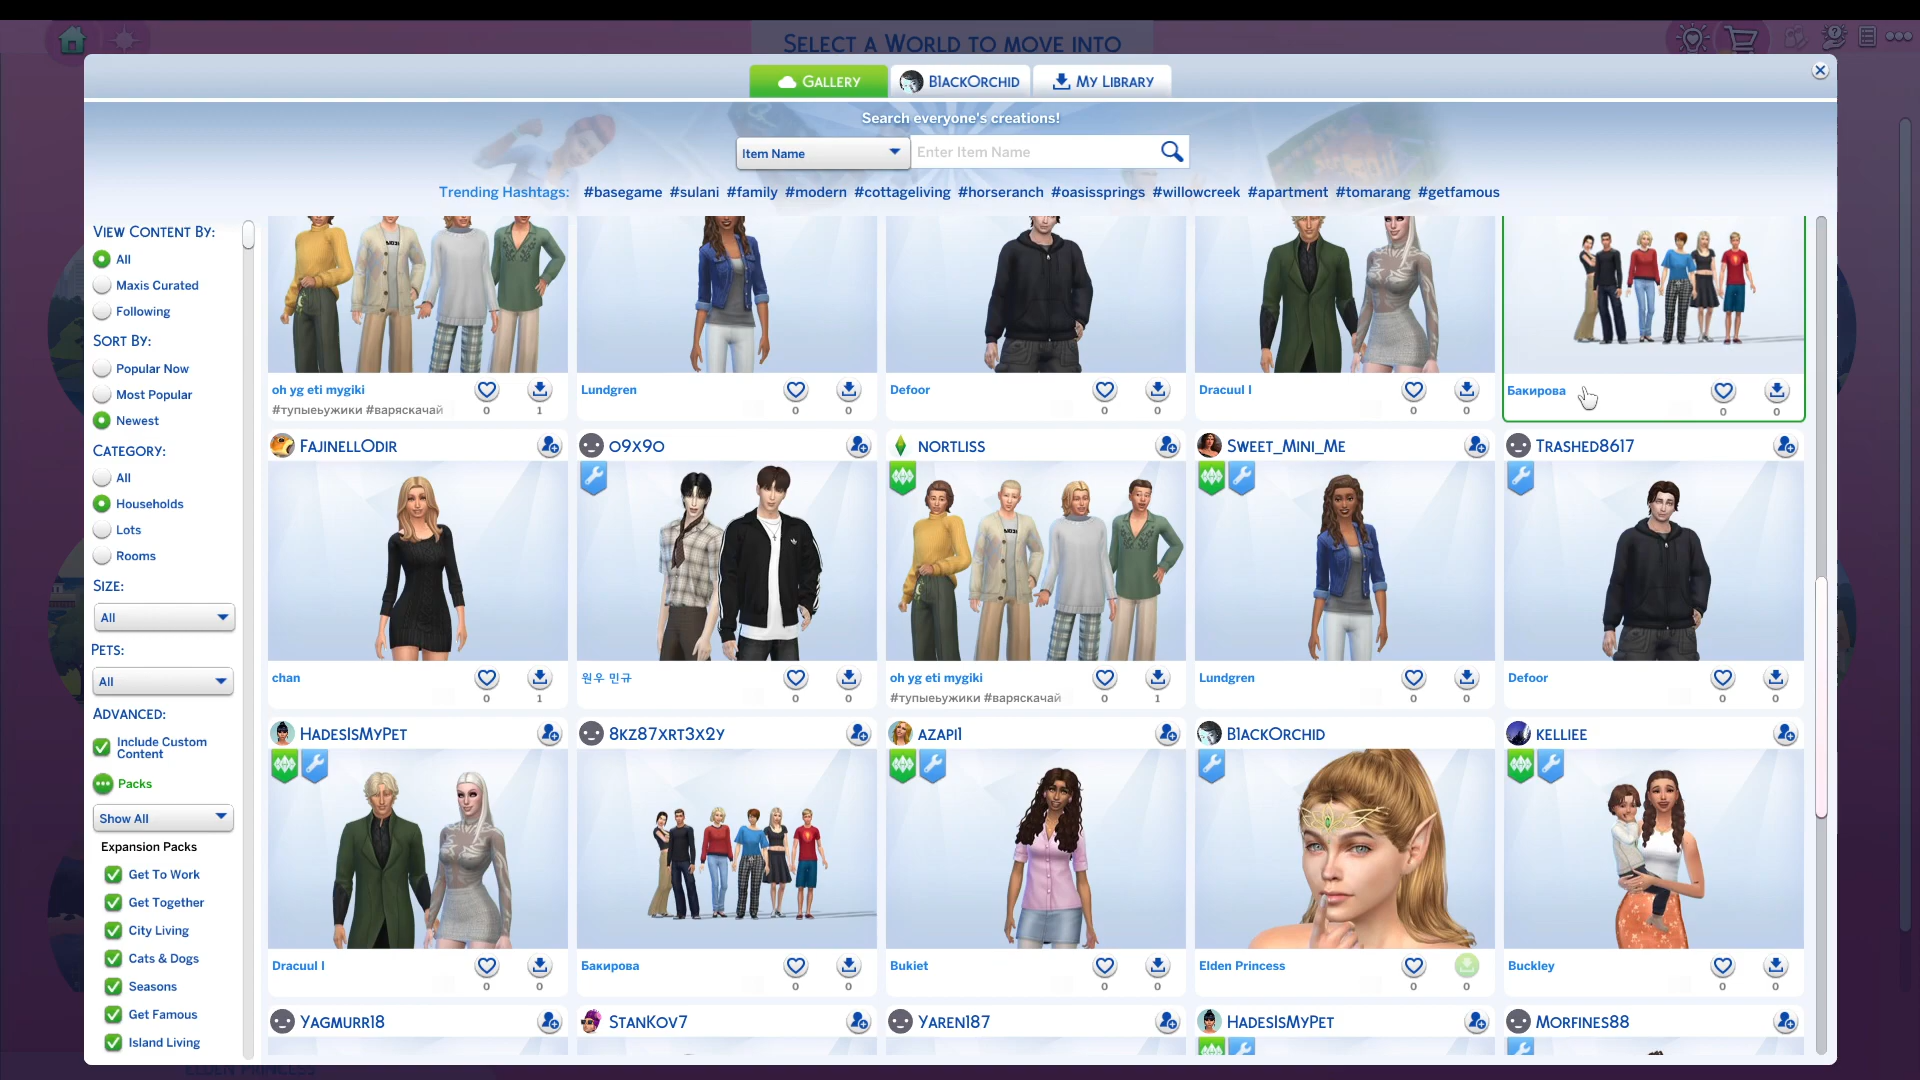 SELECT A WORLD TO MOVE INTO
GALLERY
B1ACKORCHID
MY LIBRARY
Search everyone's creations!
Item Name
Enter Item Name
Trending Hashtags: #basegame #sulani #family #modern #cottageliving #horseranch #oasissprings #willowcreek #apartment #tomarang #getfamous
VIEW CONTENT BY:
All
Maxis Curated
Following
SORT BY:
Popular Now
Most Popular
Newest
CATEGORY:
All
Households
Lots
Rooms
SIZE:
All
PETS:
All
ADVANCED:
Include Custom
Content
Packs
Show All
Expansion Packs
Get To Work
Get Together
City Living
Cats & Dogs
Seasons
Get Famous
Island Living
oh yg eti mygiki
#тупыеьужики #варяскачай
0 1
Lundgren
0 0
Defoor
0 0
Dracuul I
0 0
Бакирова
0 0
FAJINELLODIR
chan
0 1
O9X9O
원우 민규
0 0
NORTLISS
oh yg eti mygiki
#тупыеьужики #варяскачай
0 1
SWEET_MINI_ME
Lundgren
0 0
TRASHED8617
Defoor
0 0
HADESISMYPET
Dracuul I
0 0
8KZ87XRT3X2Y
Бакирова
0 0
AZAPI1
Bukiet
0 0
B1ACKORCHID
Elden Princess
0 0
KELLIEE
Buckley
0 0
YAGMURR18
STANKOV7
YAREN187
HADESISMYPET
MORFINES88
ELDEN PRINCESS